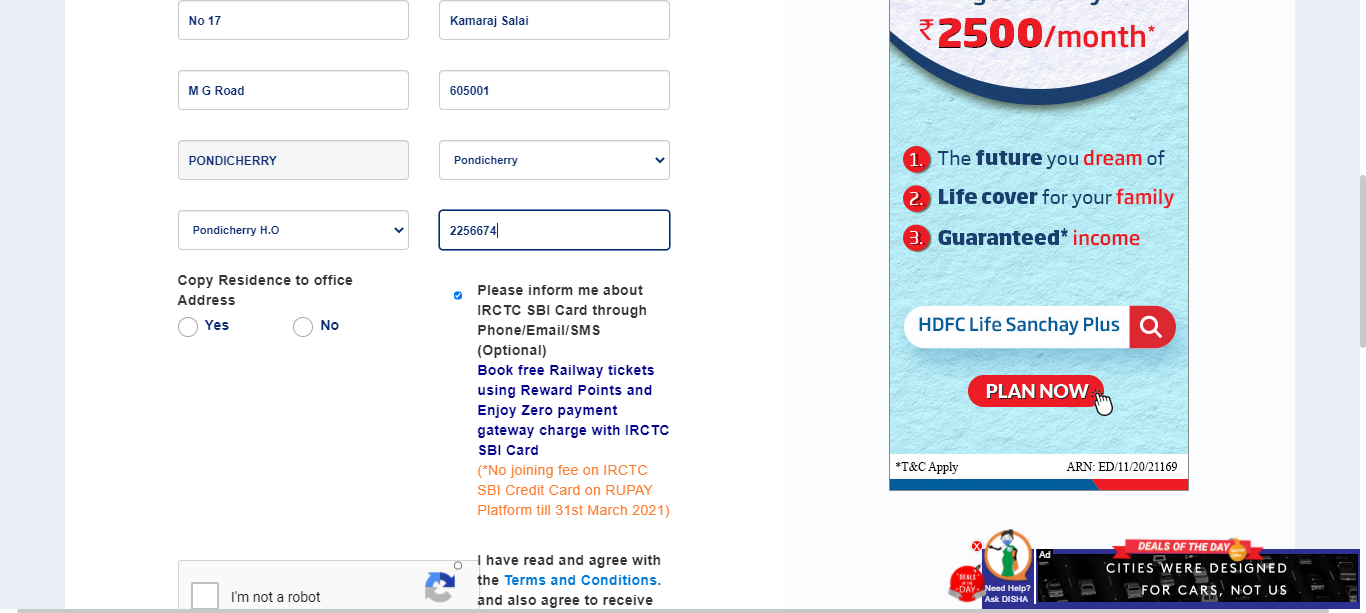 No 17
Kamaraj Salai
M G Road
605001
PONDICHERRY
Pondicherry
Pondicherry H.O
2256674
Copy Residence to office
Address
Yes
No
Please inform me about
IRCTC SBI Card through
Phone/Email/SMS
(Optional)
Book free Railway tickets
using Reward Points and
Enjoy Zero payment
gateway charge with IRCTC
SBI Card
(*No joining fee on IRCTC
SBI Credit Card on RUPAY
Platform till 31st March 2021)
I'm not a robot
I have read and agree with
the Terms and Conditions.
and also agree to receive
₹2500/month*
1. The future you dream of
2. Life cover for your family
3. Guaranteed* income
HDFC Life Sanchay Plus
PLAN NOW
*T&C Apply
ARN: ED/11/20/21169
X
DEALS OF THE DAY
Need Help?
Ask DISHA
Ad
DEALS OF THE DAY
CITIES WERE DESIGNED
FOR CARS, NOT US